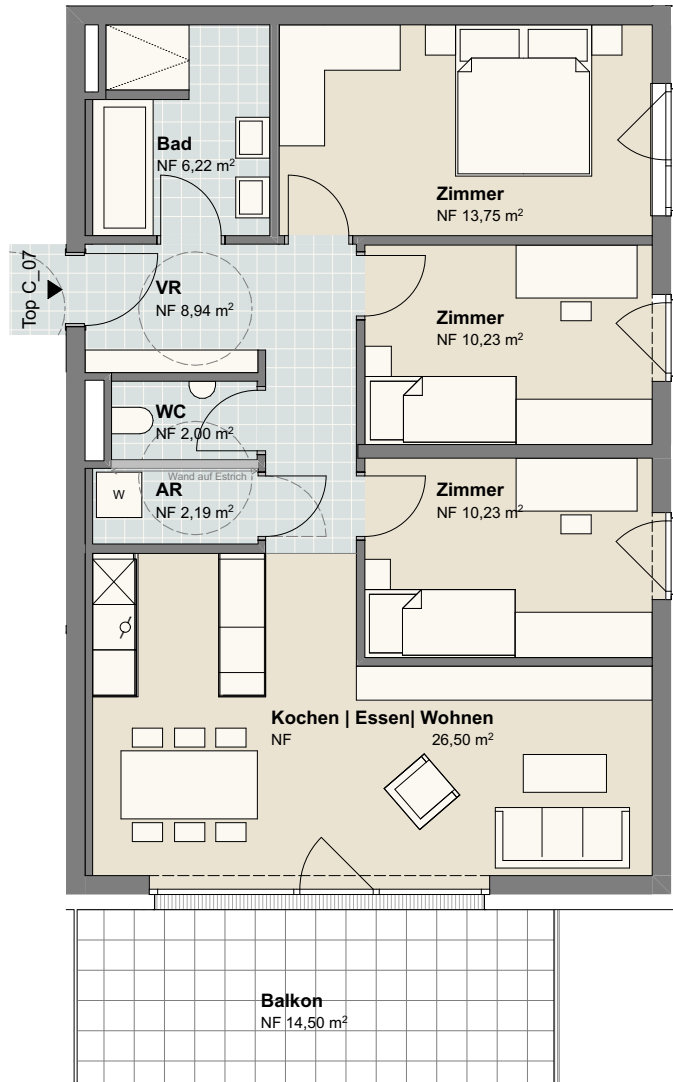 Bad
NF 6,22 m²
Zimmer
NF 13,75 m²
Top C_07
VR
NF 8,94 m²
Zimmer
NF 10,23 m²
WC
NF 2,00 m²
Wand auf Estrich
W
AR
NF 2,19 m²
Zimmer
NF 10,23 m²
Kochen | Essen| Wohnen
NF 26,50 m²
Balkon
NF 14,50 m²